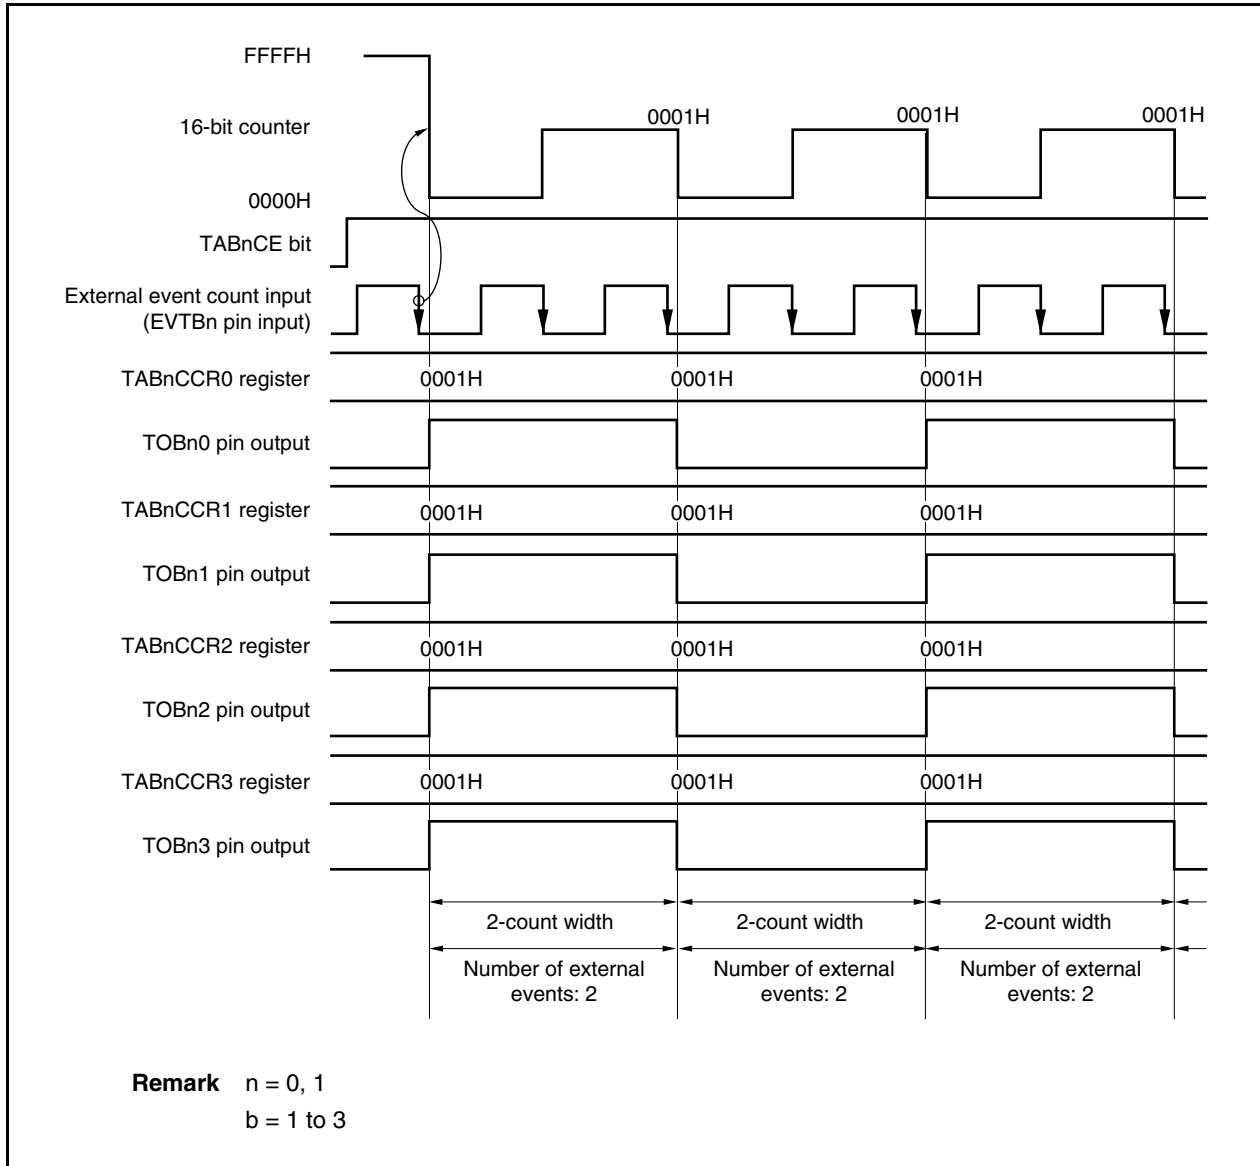 FFFFH
16-bit counter
0001H 0001H 0001H
0000H
TABnCE bit
External event count input
(EVTBn pin input)
TABnCCR0 register 0001H 0001H 0001H
TOBn0 pin output
TABnCCR1 register 0001H 0001H 0001H
TOBn1 pin output
TABnCCR2 register 0001H 0001H 0001H
TOBn2 pin output
TABnCCR3 register 0001H 0001H 0001H
TOBn3 pin output
2-count width 2-count width 2-count width
Number of external Number of external Number of external
events: 2 events: 2 events: 2
Remark n = 0, 1
b = 1 to 3